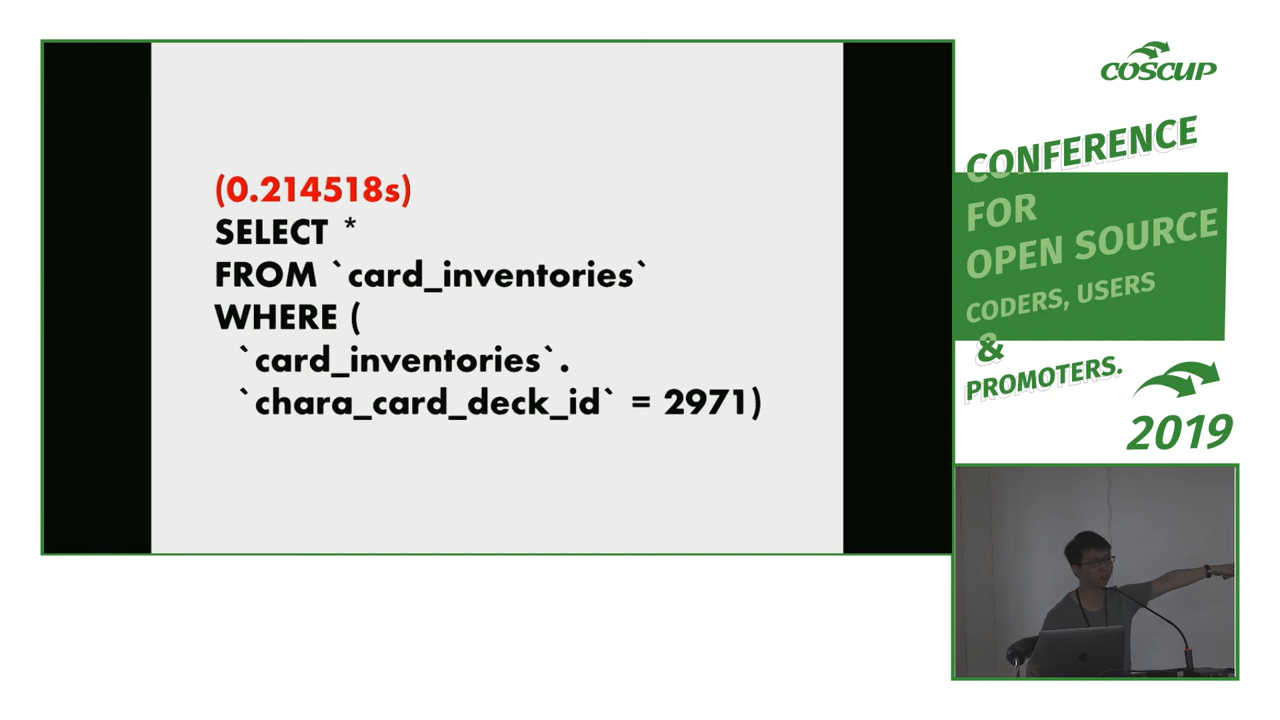 (0.214518s)
SELECT *
FROM `card_inventories`
WHERE (
`card_inventories`.
`chara_card_deck_id` = 2971)
COSCUP
CONFERENCE
FOR
OPEN SOURCE
CODERS, USERS
&
PROMOTERS.
2019